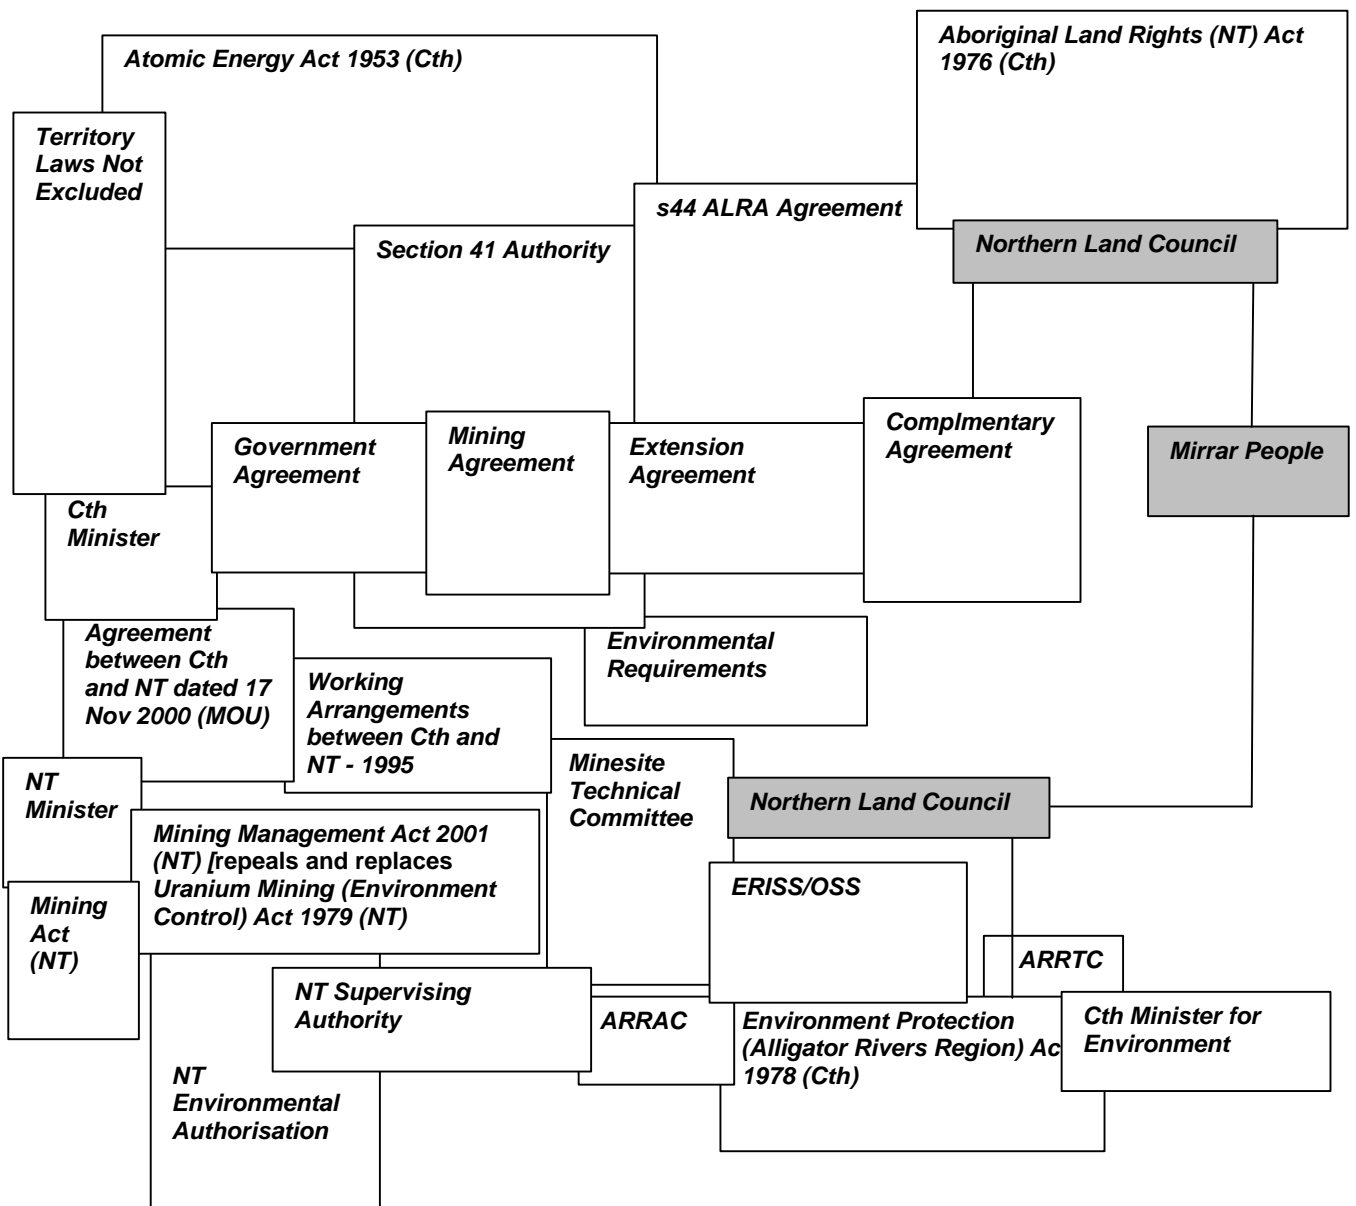 Atomic Energy Act 1953 (Cth)
Aboriginal Land Rights (NT) Act
1976 (Cth)
Territory
Laws Not
Excluded
s44 ALRA Agreement
Section 41 Authority
Northern Land Council
Government
Agreement
Mining
Agreement
Extension
Agreement
Complmentary
Agreement
Mirrar People
Cth
Minister
Agreement
between Cth
and NT dated 17
Nov 2000 (MOU)
Environmental
Requirements
Working
Arrangements
between Cth and
NT - 1995
Minesite
Technical
Committee
NT
Minister
Northern Land Council
Mining Management Act 2001
(NT) [repeals and replaces
Uranium Mining (Environment
Control) Act 1979 (NT)
ERISS/OSS
Mining
Act
(NT)
ARRTC
NT Supervising
Authority
ARRAC
Environment Protection
(Alligator Rivers Region) Ac
1978 (Cth)
Cth Minister for
Environment
NT
Environmental
Authorisation